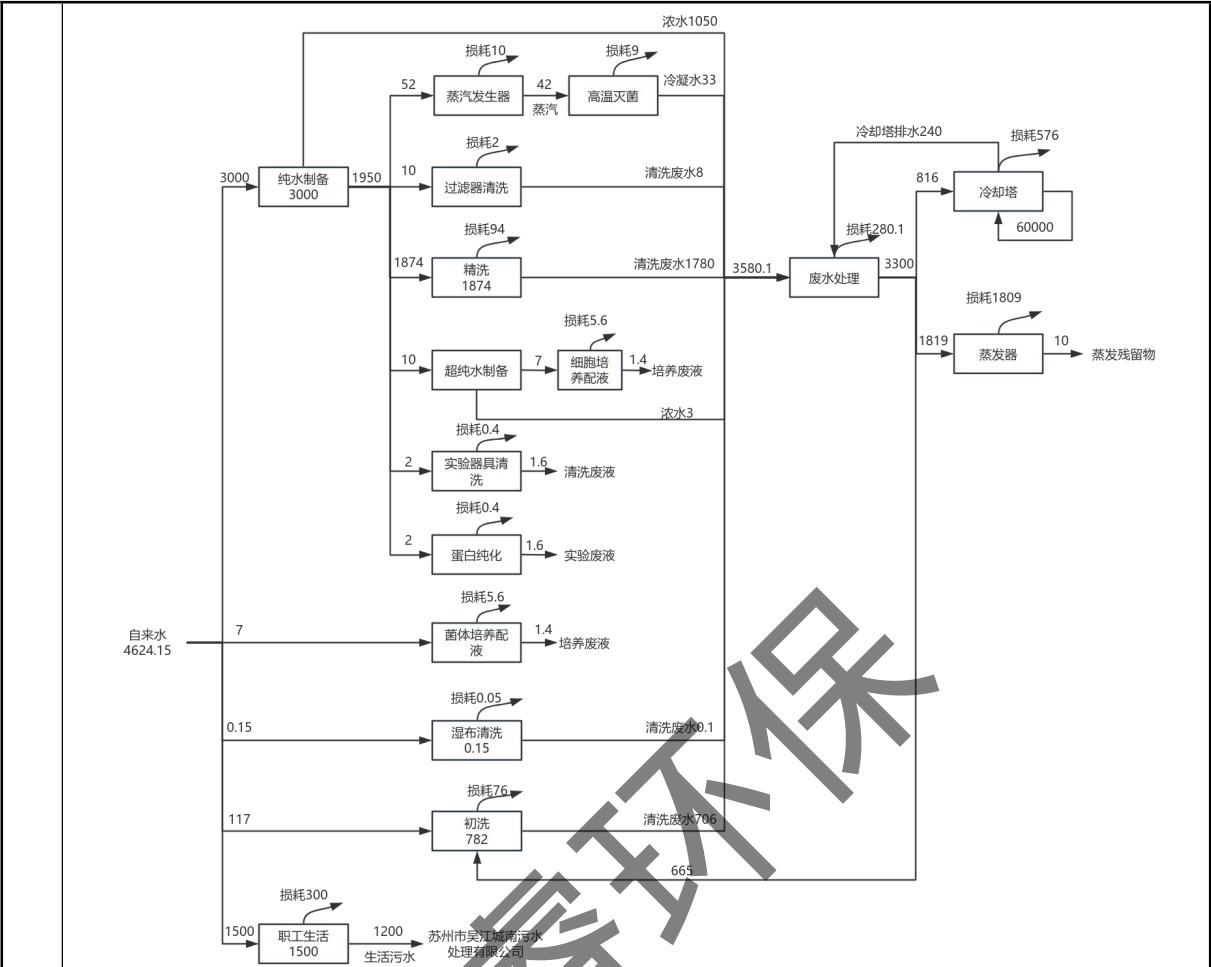 浓水1050
损耗10
损耗9
52
蒸汽发生器
42
蒸汽
高温灭菌
冷凝水33
冷却塔排水240
损耗576
3000
纯水制备
3000
1950
损耗2
10
过滤器清洗
清洗废水8
816
冷却塔
60000
损耗94
1874
精洗
1874
清洗废水1780
3580.1
损耗280.1
废水处理
3300
损耗1809
1819
蒸发器
10
蒸发残留物
损耗5.6
10
超纯水制备
7
细胞培
养配液
1.4
培养废液
浓水3
损耗0.4
2
实验器具清
洗
1.6
清洗废液
损耗0.4
2
蛋白纯化
1.6
实验废液
自来水
4624.15
损耗5.6
7
菌体培养配
液
1.4
培养废液
损耗0.05
0.15
湿布清洗
0.15
清洗废水0.1
损耗76
117
初洗
782
清洗废水706
665
损耗300
1500
职工生活
1500
1200
生活污水
苏州市吴江城南污水
处理有限公司
环保